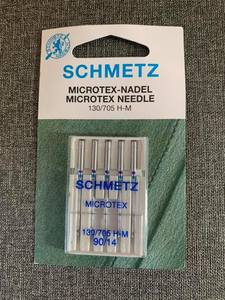 SCHMETZ
MICROTEX-NADEL
MICROTEX NEEDLE
130/705 H-M
SCHMETZ
MICROTEX
130/705 H-M
90/14